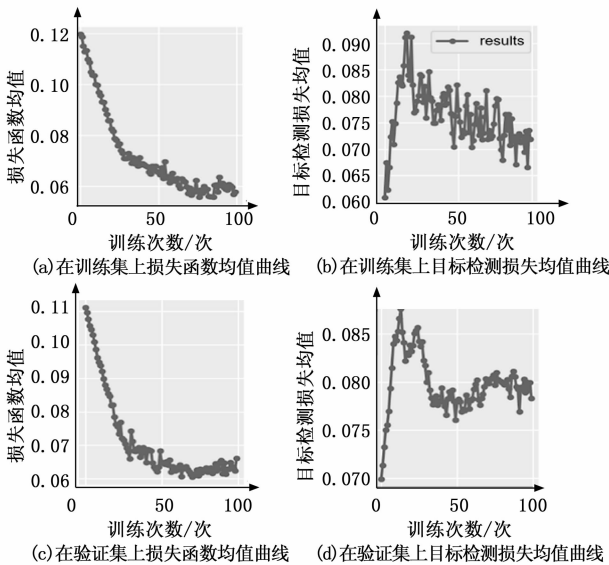 损失函数均值
0.12
0.08
0.06
0
50
100
训练次数/次
(a)在训练集上损失函数均值曲线
目标检测损失均值
0.090
0.085
0.080
0.075
0.070
0.065
0.060
results
0
50
100
训练次数/次
(b)在训练集上目标检测损失均值曲线
损失函数均值
0.11
0.10
0.09
0.08
0.07
0.06
0
50
100
训练次数/次
(c)在验证集上损失函数均值曲线
目标检测损失均值
0.085
0.080
0.075
0.070
0
50
100
训练次数/次
(d)在验证集上目标检测损失均值曲线